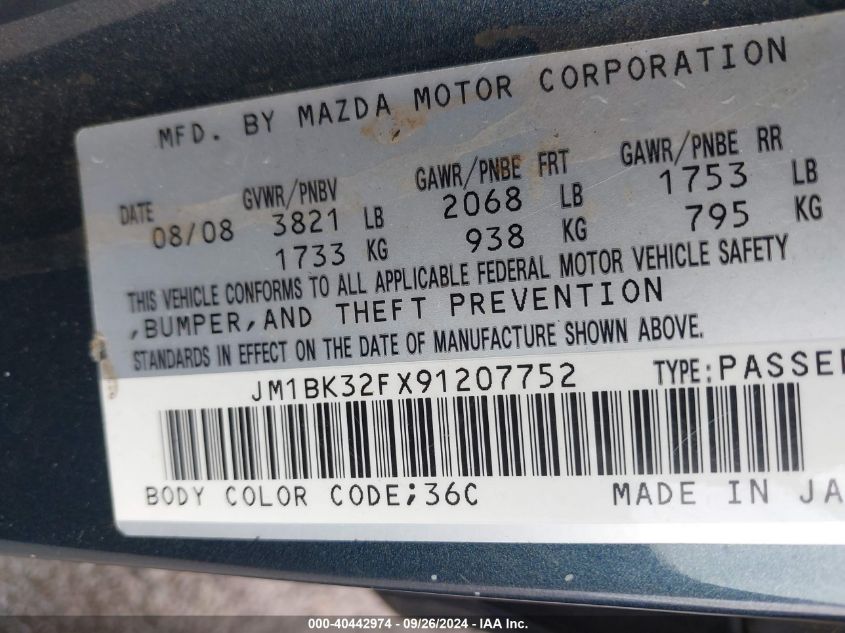 MFD. BY MAZDA MOTOR CORPORATION
DATE GVWR/PNBV GAWR/PNBE FRT GAWR/PNBE RR
08/08 3821 LB 2068 LB 1753 LB
1733 KG 938 KG 795 KG
THIS VEHICLE CONFORMS TO ALL APPLICABLE FEDERAL MOTOR VEHICLE SAFETY
,BUMPER,AND THEFT PREVENTION
STANDARDS IN EFFECT ON THE DATE OF MANUFACTURE SHOWN ABOVE.
JM1BK32FX91207752 TYPE:PASSEN
BODY COLOR CODE;36C MADE IN JA
000-40442974 - 09/26/2024 - IAA Inc.